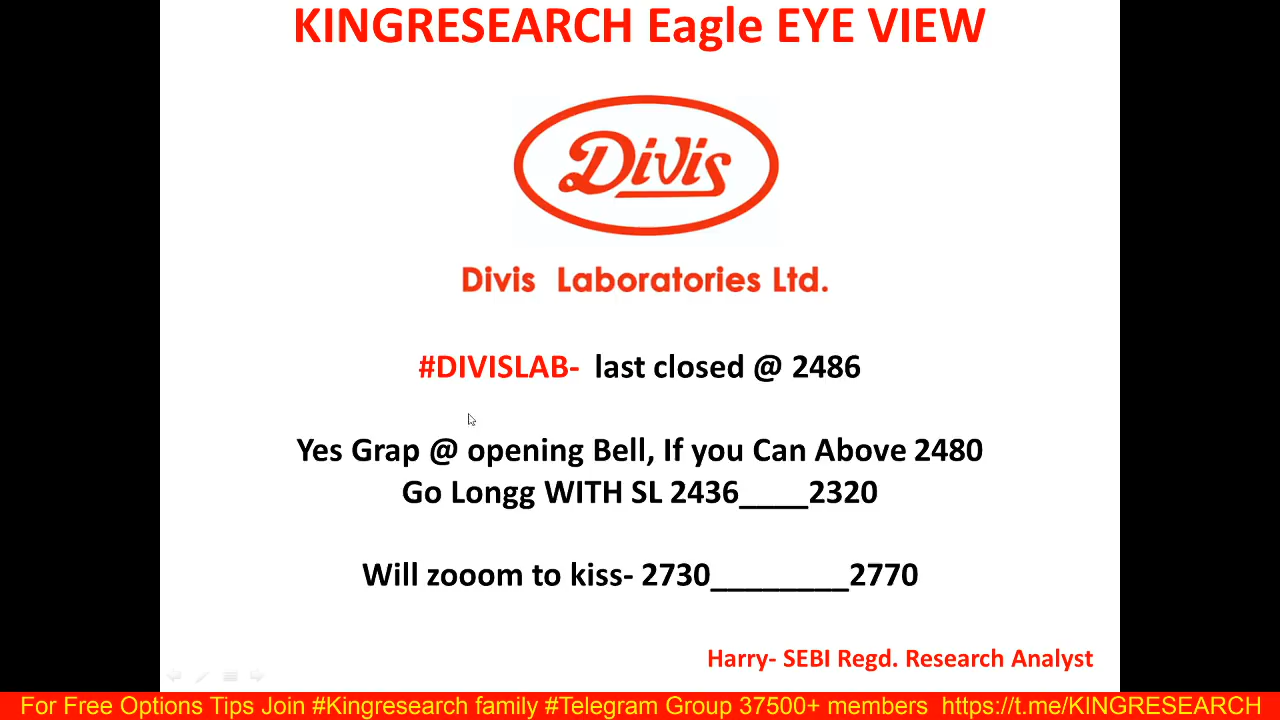 KINGRESEARCH Eagle EYE VIEW
Divis
Divis Laboratories Ltd.
#DIVISLAB- last closed @ 2486
Yes Grap @ opening Bell, If you Can Above 2480
Go Longg WITH SL 2436____2320
Will zooom to kiss- 2730________2770
Harry- SEBI Regd. Research Analyst
For Free Options Tips Join #Kingresearch family #Telegram Group 37500+ members https://t.me/KINGRESEARCH